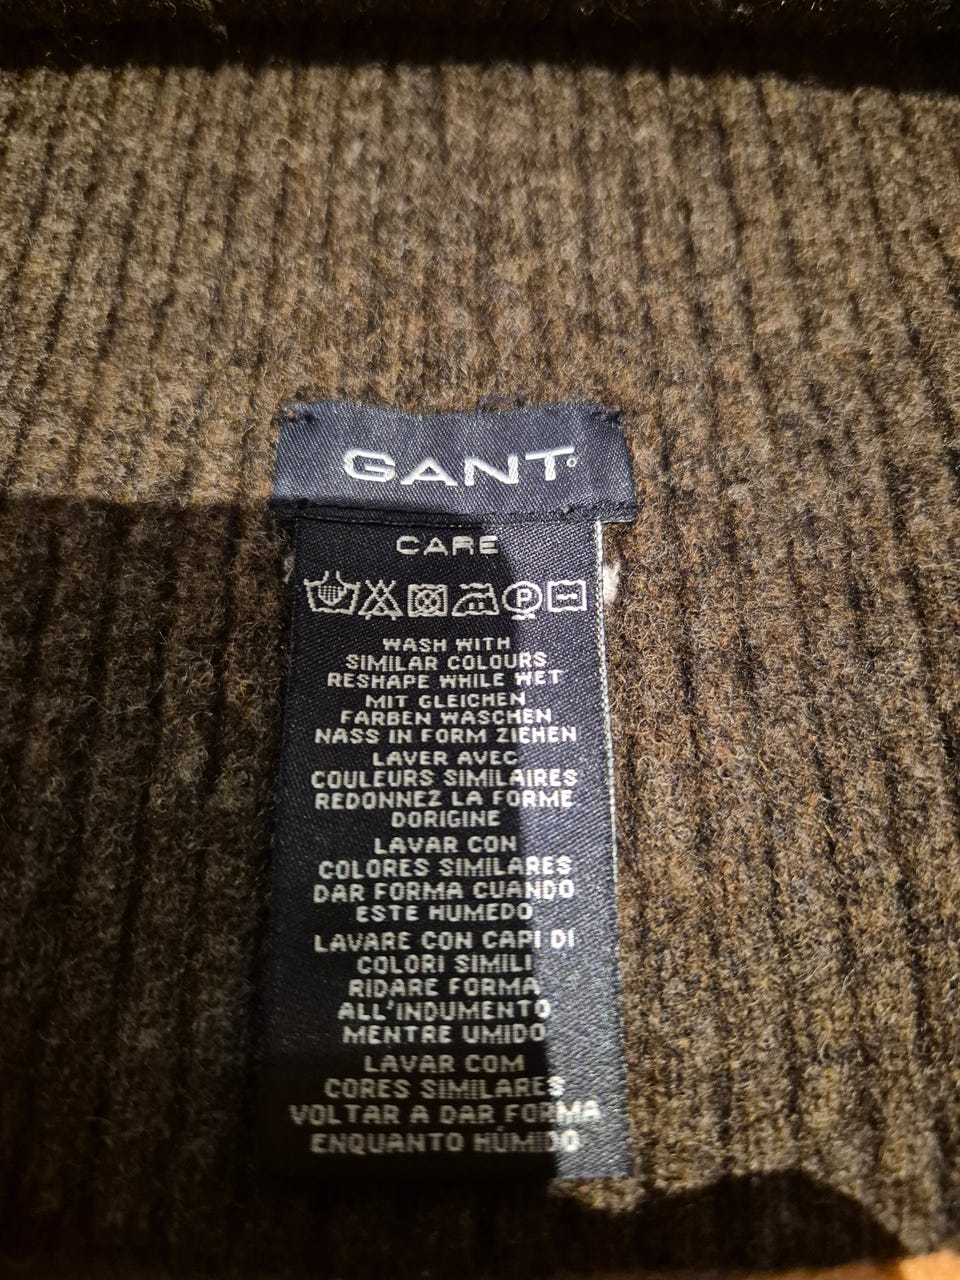 GANT
CARE
P
WASH WITH
SIMILAR COLOURS
RESHAPE WHILE WET
MIT GLEICHEN
FARBEN WASCHEN
NASS IN FORM ZIEHEN
LAVER AVEC
COULEURS SIMILAIRES
REDONNEZ LA FORME
DORIGINE
LAVAR CON
COLORES SIMILARES
DAR FORMA CUANDO
ESTE HUMEDO
LAVARE CON CAPI DI
COLORI SIMILI
RIDARE FORMA
ALL'INDUMENTO
MENTRE UMIDO
LAVAR COM
CORES SIMILARES
VOLTAR A DAR FORMA
ENQUANTO HÚMIDO